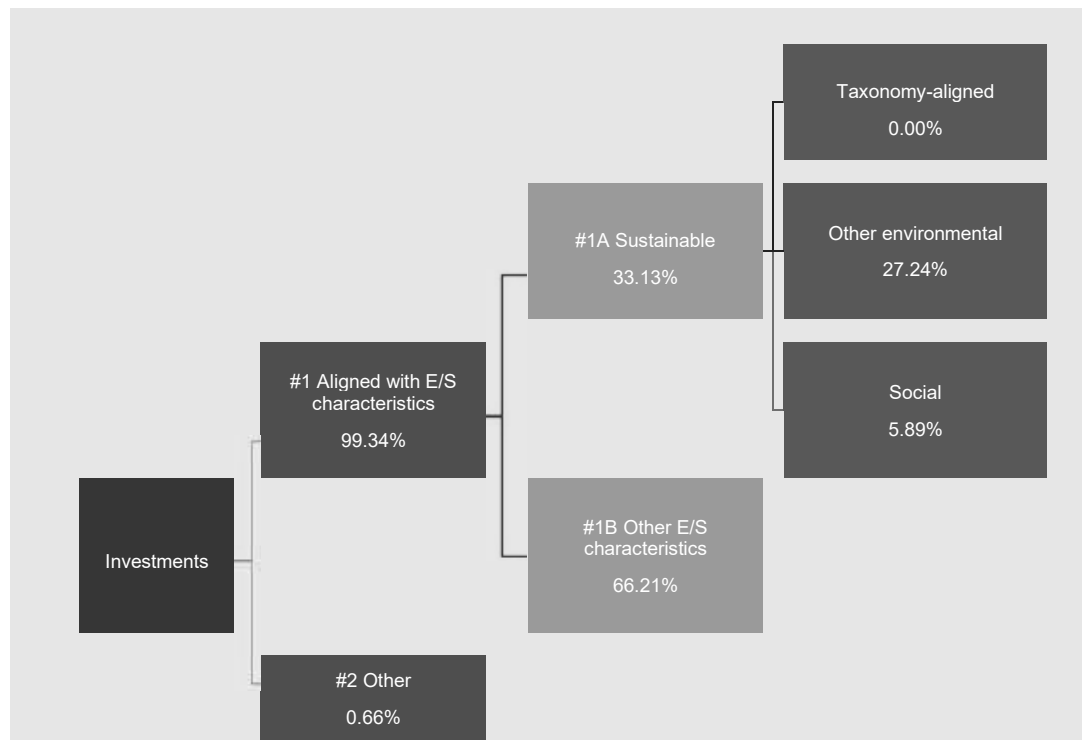 Taxonomy-aligned
0.00%
#1A Sustainable
33.13%
Other environmental
27.24%
#1 Aligned with E/S
characteristics
99.34%
Social
5.89%
Investments
#1B Other E/S
characteristics
66.21%
#2 Other
0.66%